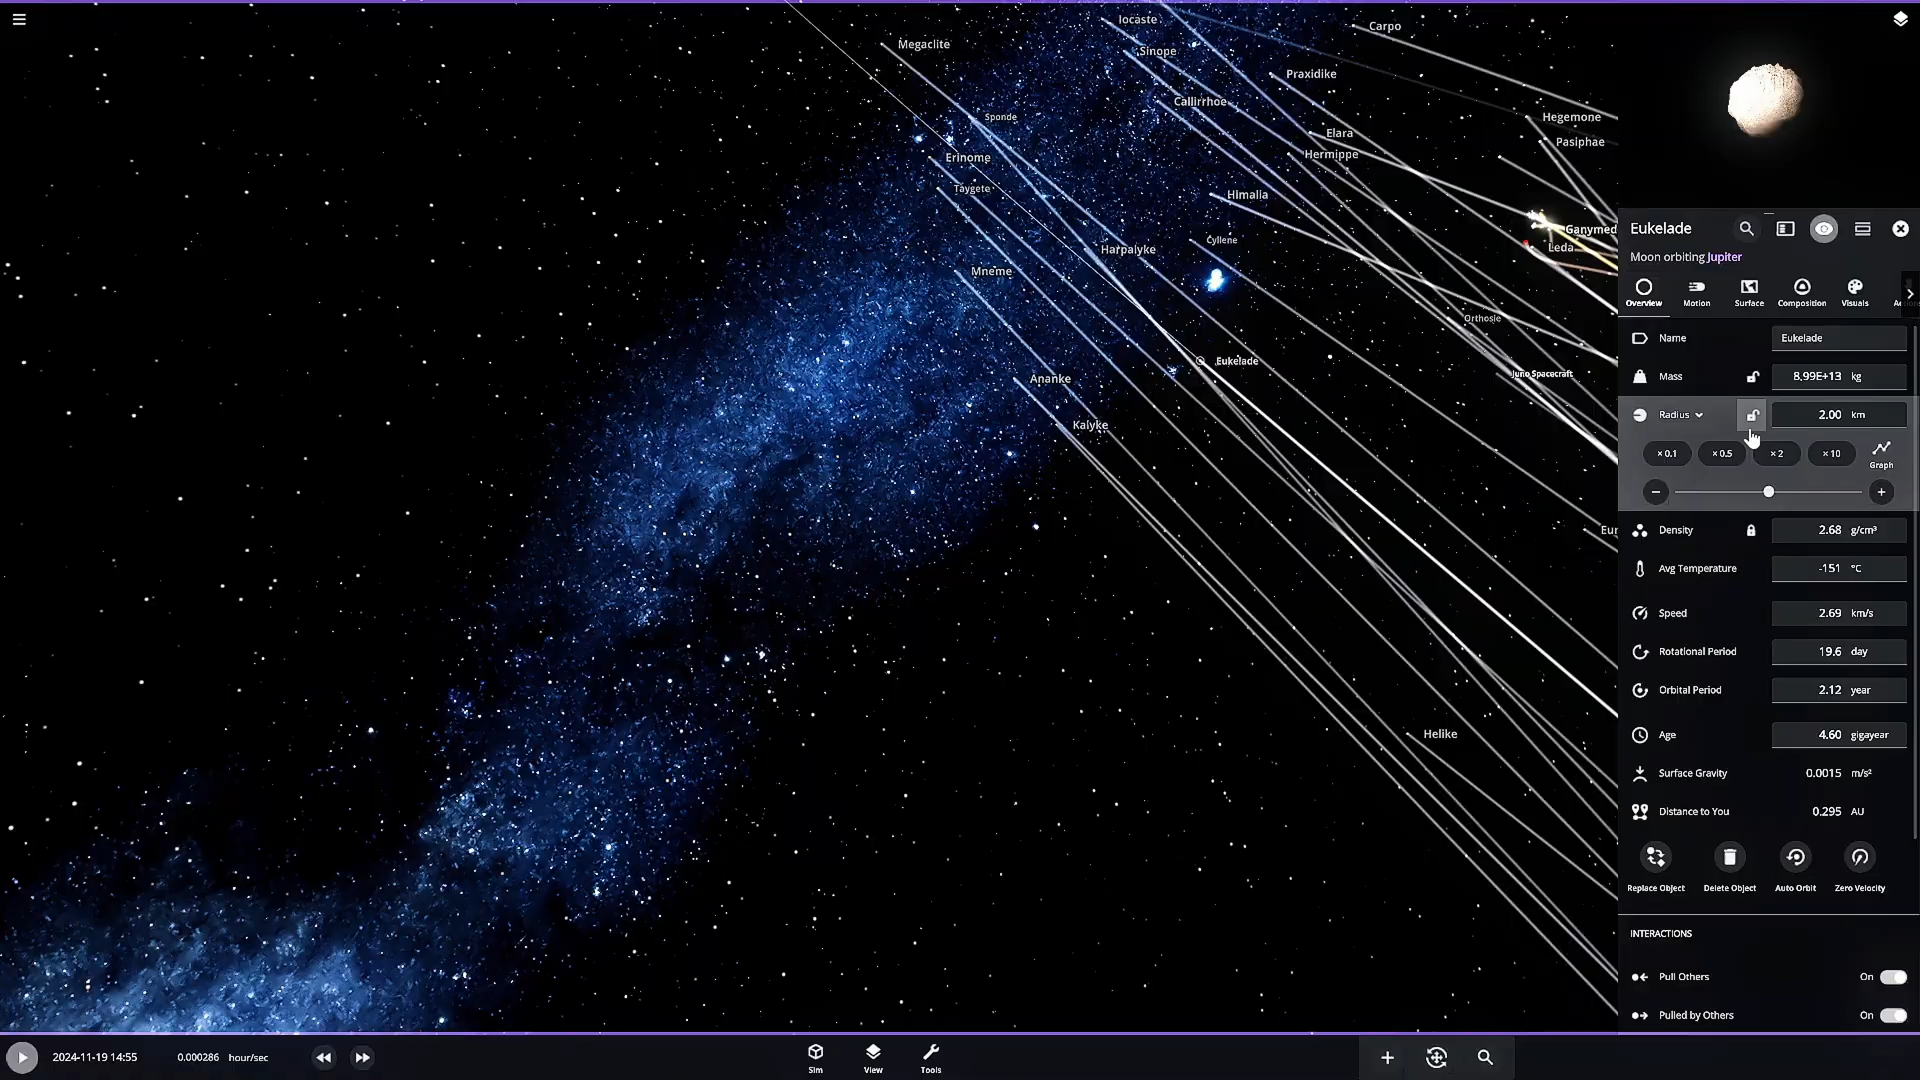 Iocaste
Carpo
Megaclite
Sinope
Praxidike
Callirrhoe
Sponde
Elara
Hegemone
Pasiphae
Erinome
Hermippe
Taygete
Himalia
Ganymed
Leda
Cyllene
Harpalyke
Mneme
Orthosie
Eukelade
Juno Spacecraft
Ananke
Kalyke
Eur
Helike
Eukelade
Moon orbiting Jupiter
Overview
Motion
Surface
Composition
Visuals
Name Eukelade
Mass 8.99E+13 kg
Radius 2.00 km
×0.1 ×0.5 ×2 ×10 Graph
Density 2.68 g/cm³
Avg Temperature -151 °C
Speed 2.69 km/s
Rotational Period 19.6 day
Orbital Period 2.12 year
Age 4.60 gigayear
Surface Gravity 0.0015 m/s²
Distance to You 0.295 AU
Replace Object Delete Object Auto Orbit Zero Velocity
INTERACTIONS
Pull Others On
Pulled by Others On
2024-11-19 14:55 0.000286 hour/sec
Sim View Tools